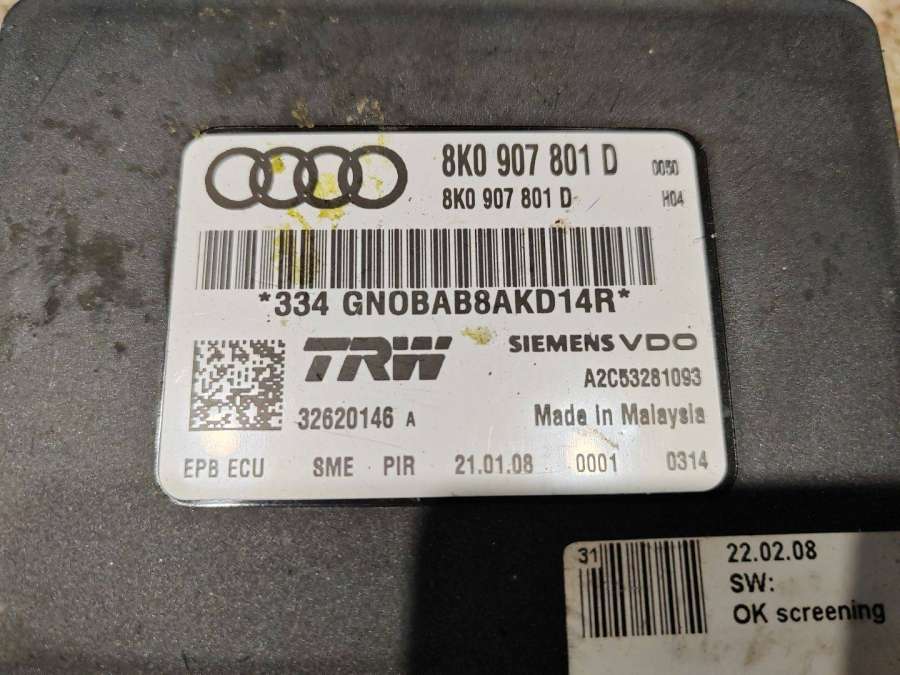 8K0 907 801 D 0050
8K0 907 801 D H04
*334 GN0BAB8AKD14R*
TRW SIEMENS VDO
A2C53281093
32620146 A Made in Malaysia
EPB ECU SME PIR 21.01.08 0001 0314
31 22.02.08
SW:
OK screening